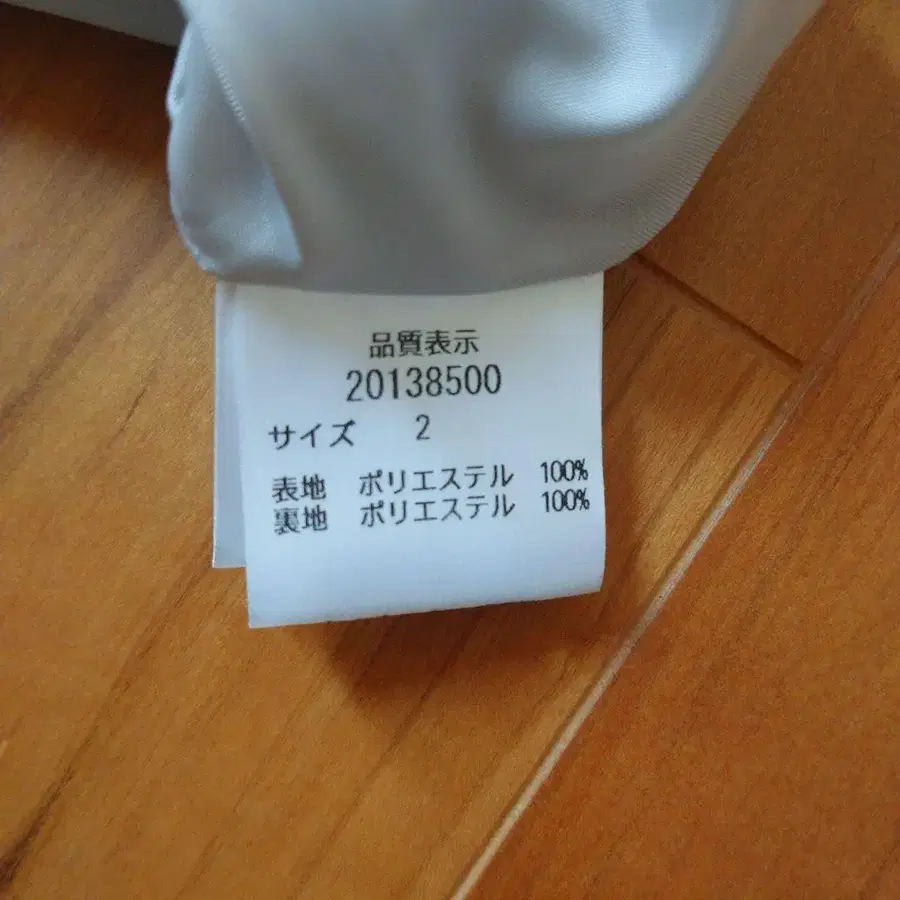 品質表示
20138500
サイズ 2
表地 ポリエステル 100%
裏地 ポリエステル 100%